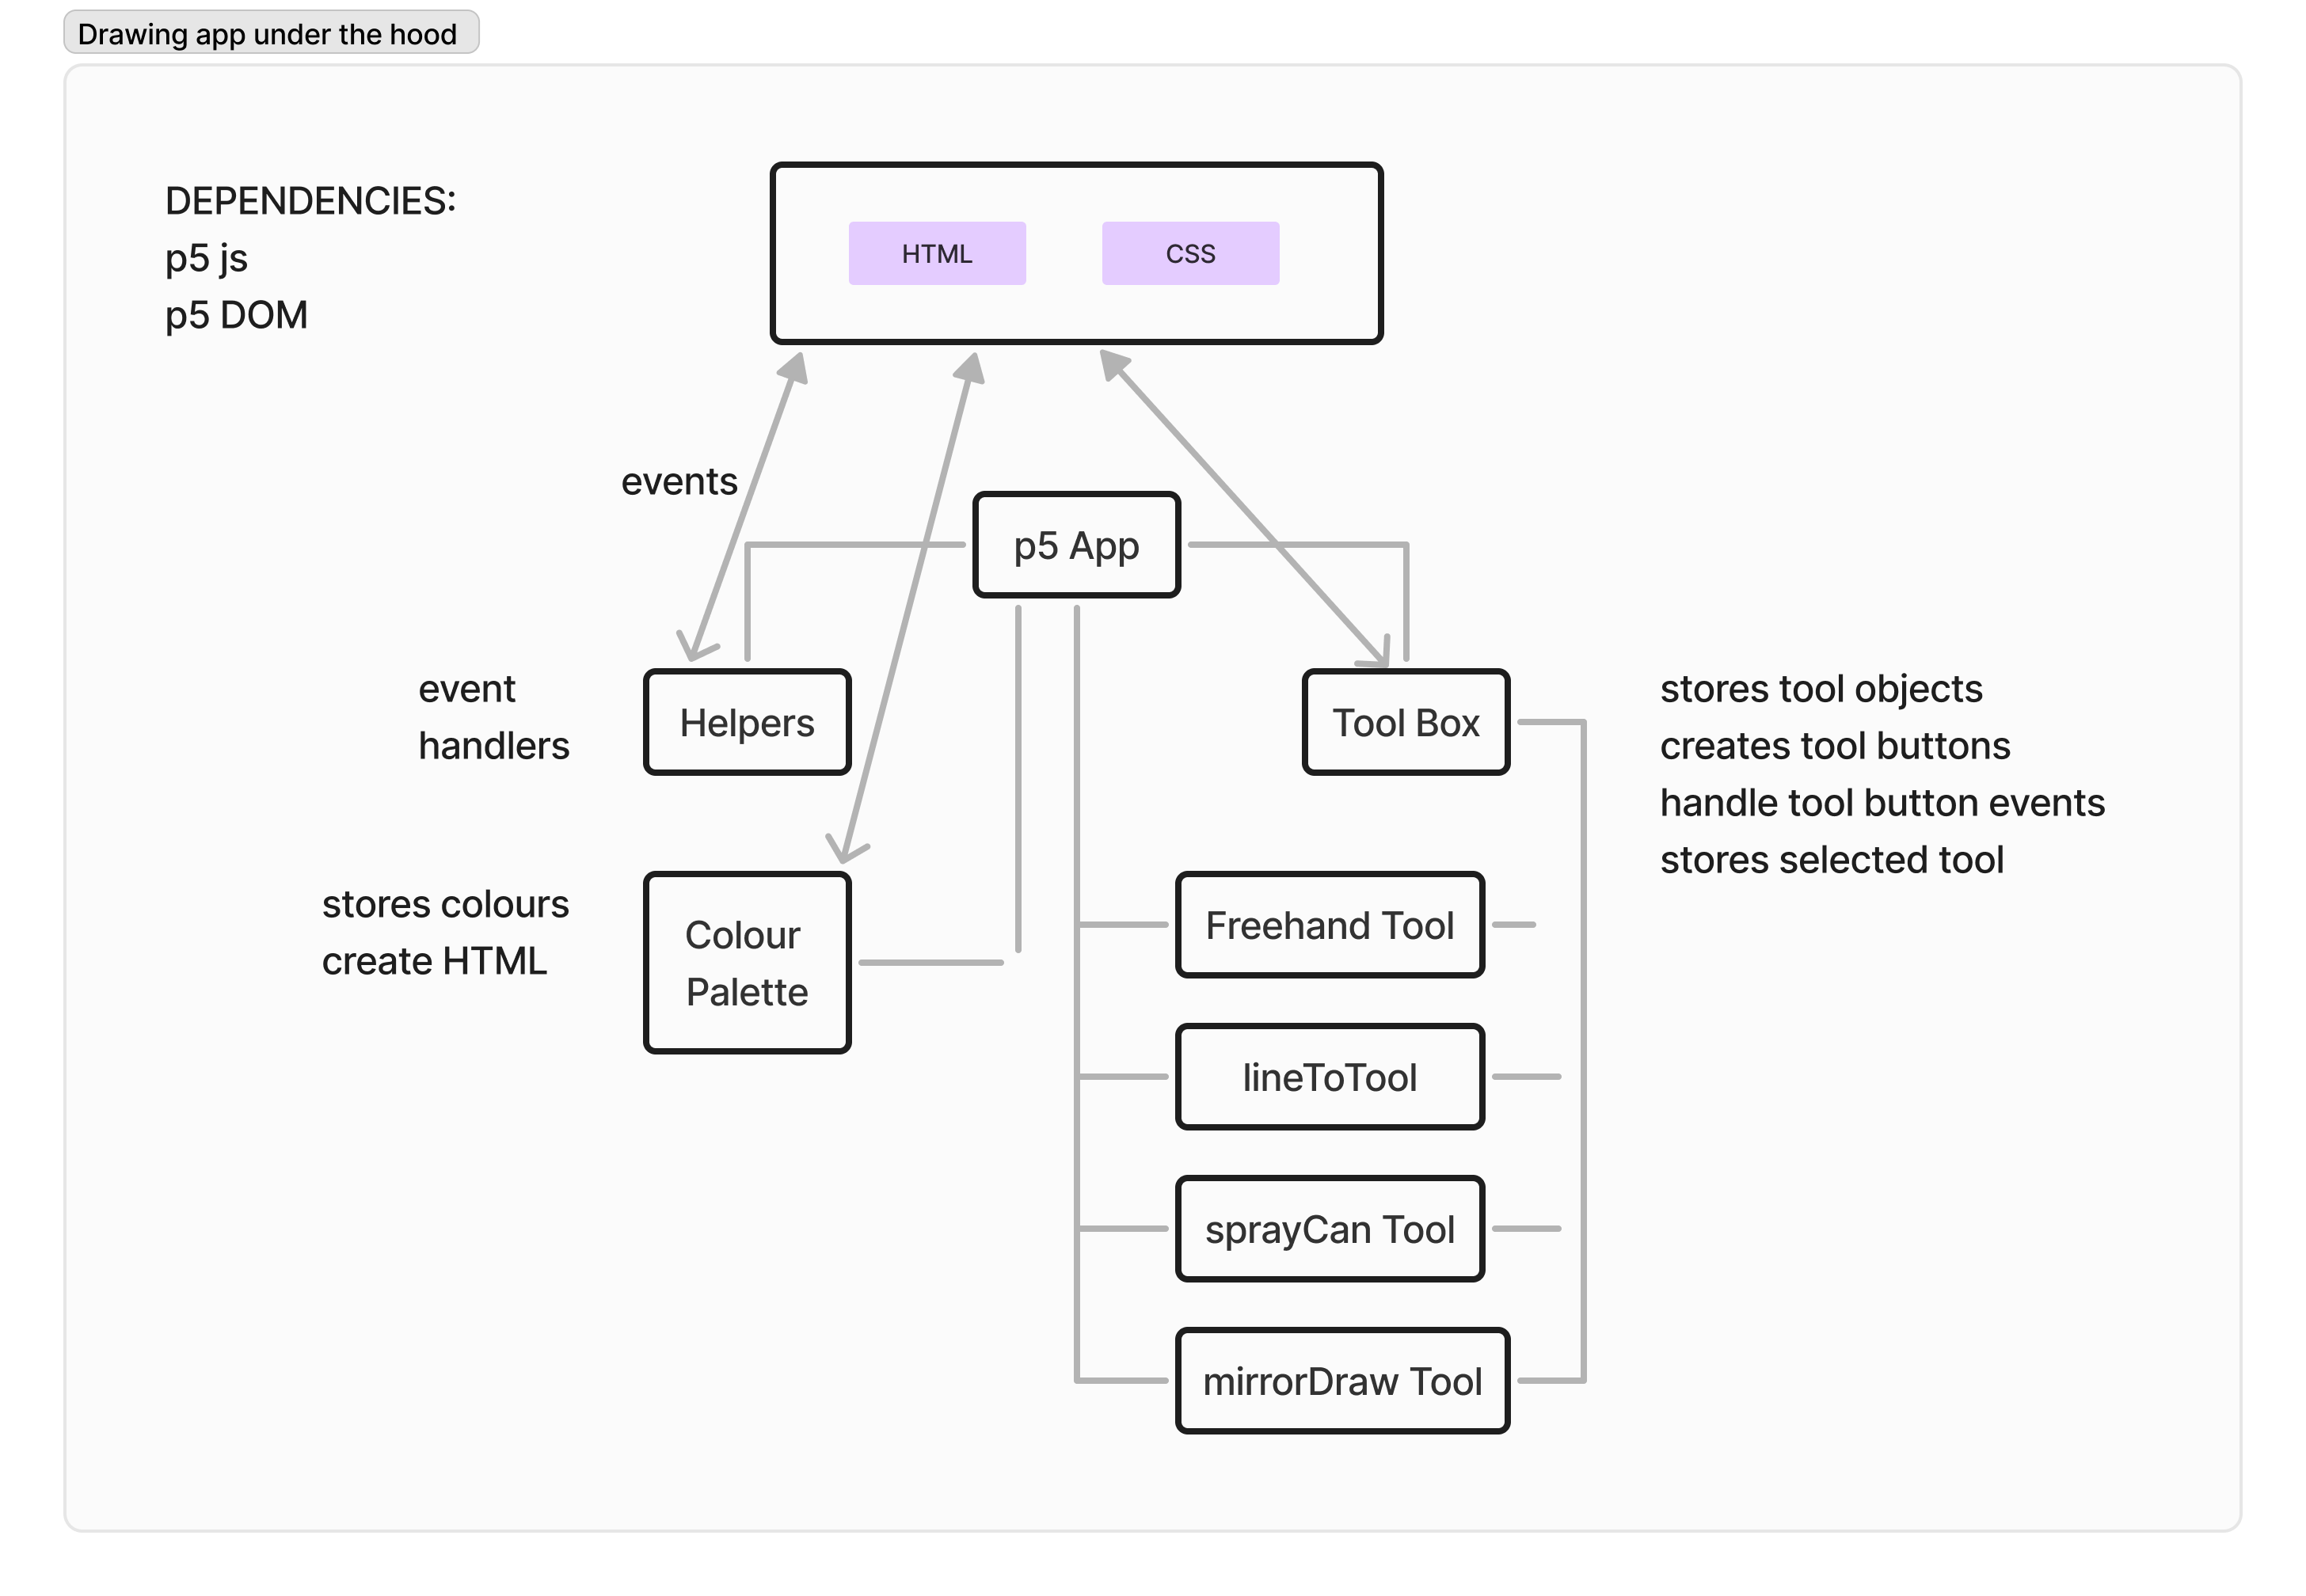 Drawing app under the hood
DEPENDENCIES:
p5 js
p5 DOM
HTML
CSS
events
p5 App
event
handlers
Helpers
Tool Box
stores tool objects
creates tool buttons
handle tool button events
stores selected tool
stores colours
create HTML
Colour
Palette
Freehand Tool
lineToTool
sprayCan Tool
mirrorDraw Tool